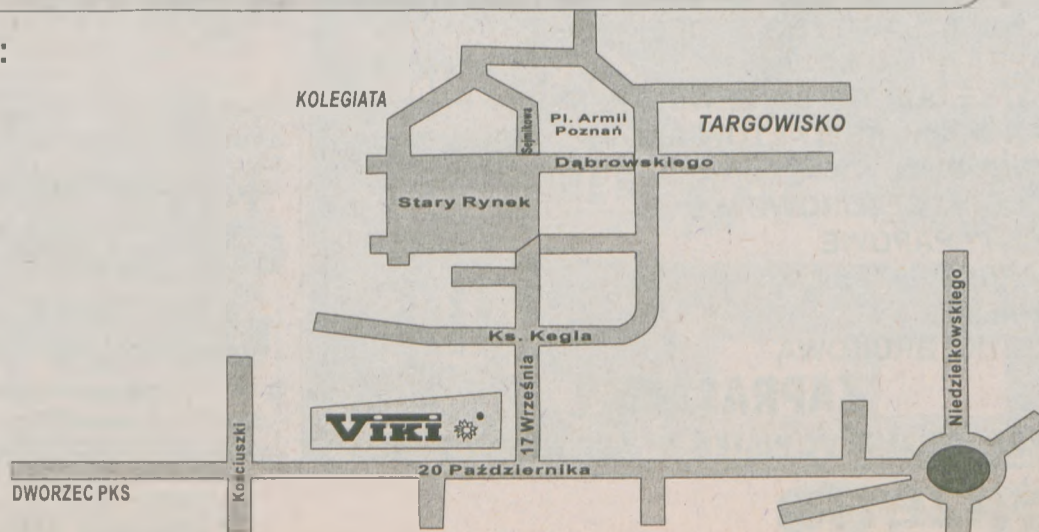 :
KOLEGIATA
Sejmikowa
Pl. Armii
Poznań
TARGOWISKO
Dąbrowskiego
Stary Rynek
Ks. Kegla
17 Września
Niedzielkowskiego
Kościuszki
VIKI
20 Października
DWORZEC PKS